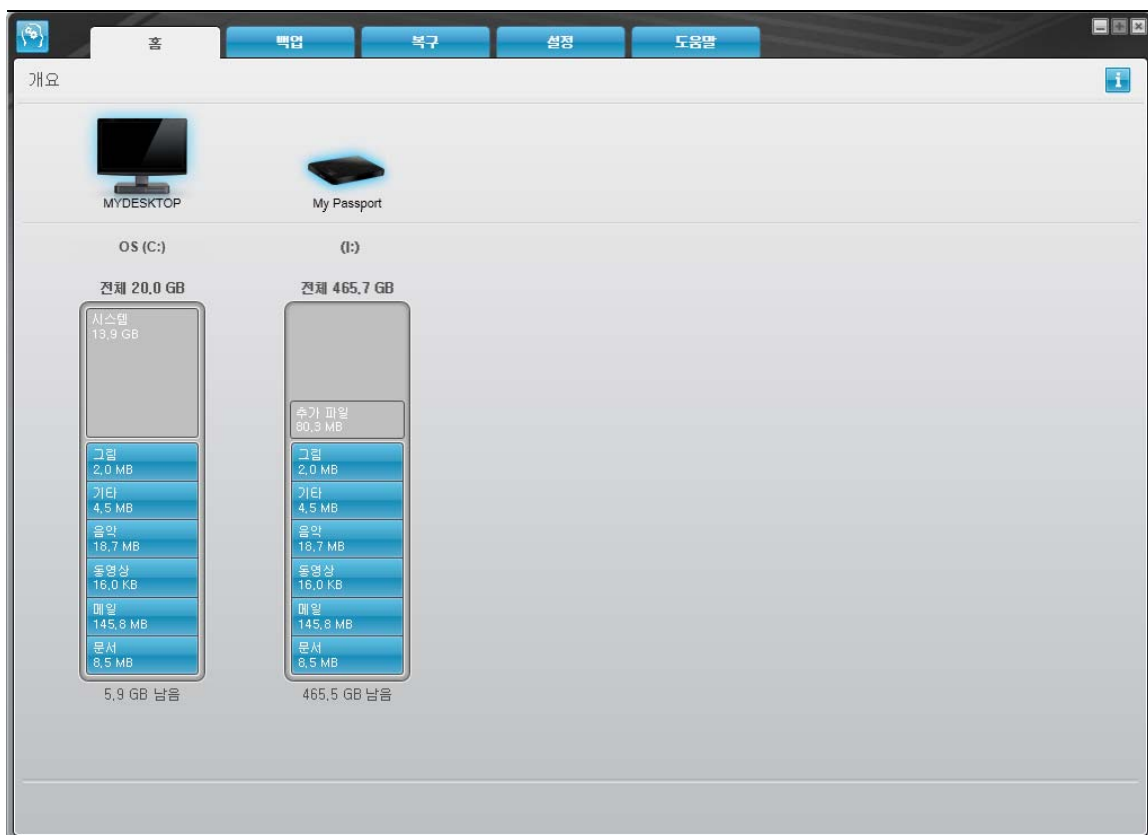 홈
백업
복구
설정
도움말
개요
MYDESKTOP
My Passport
OS (C:)
(I:)
전체 20,0 GB
전체 465,7 GB
시스템
13,9 GB
추가 파일
80,3 MB
그림
2,0 MB
기타
4,5 MB
음악
18,7 MB
동영상
16,0 KB
메일
145,8 MB
문서
8,5 MB
그림
2,0 MB
기타
4,5 MB
음악
18,7 MB
동영상
16,0 KB
메일
145,8 MB
문서
8,5 MB
5,9 GB 남음
465,5 GB 남음